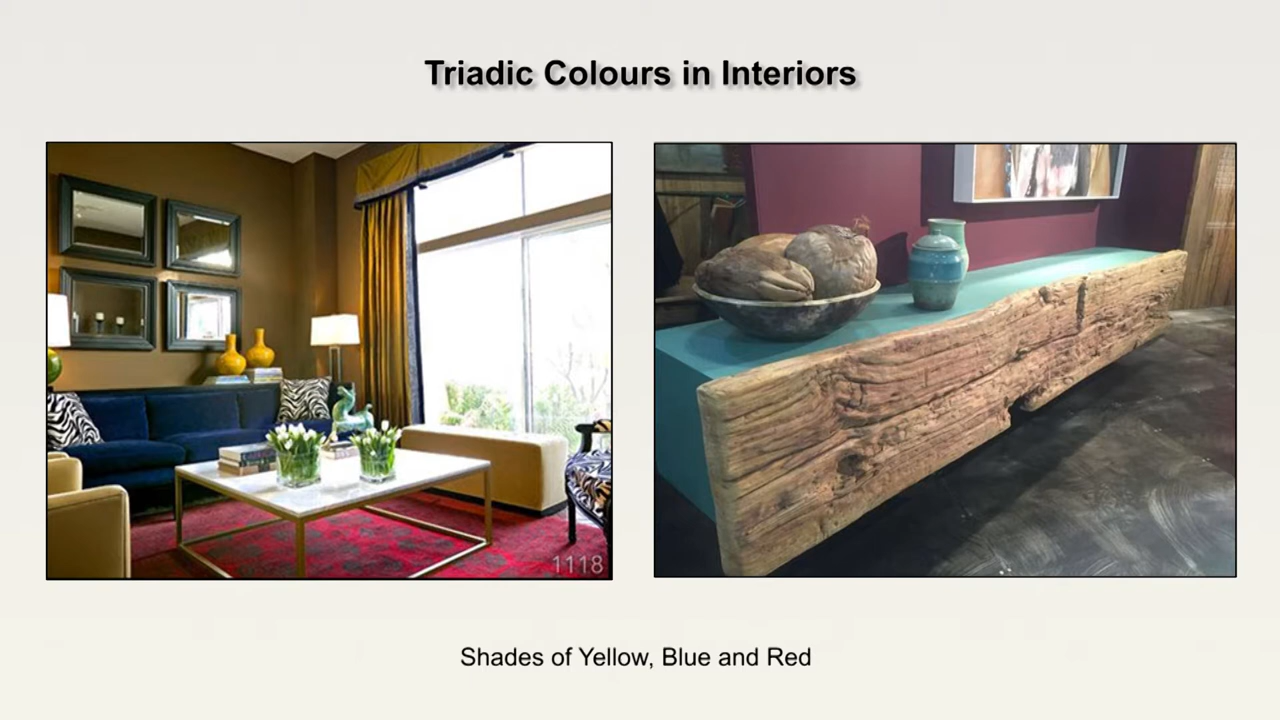 Triadic Colours in Interiors
1118
Shades of Yellow, Blue and Red